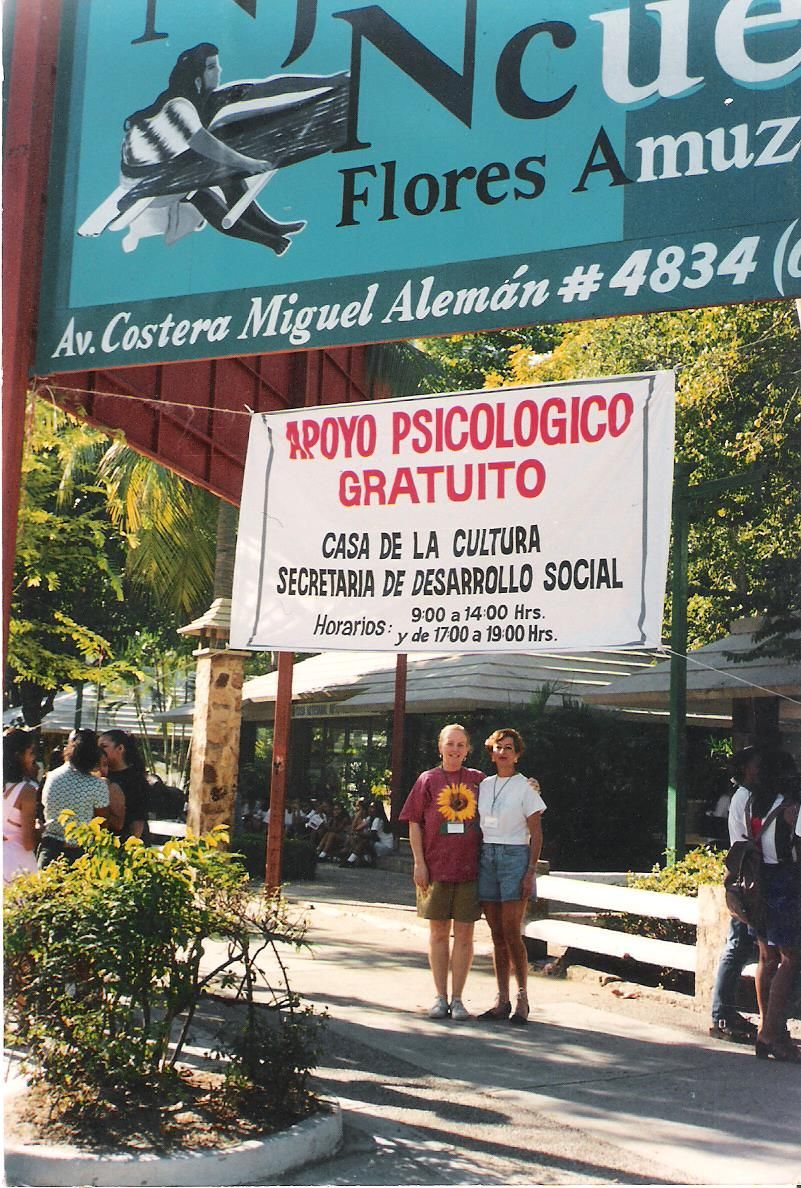 Ncue
Flores Amuz
Av. Costera Miguel Alemán # 4834 (
APOYO PSICOLOGICO
GRATUITO
CASA DE LA CULTURA
SECRETARIA DE DESARROLLO SOCIAL
Horarios: 9:00 a 14:00 Hrs.
y de 17:00 a 19:00 Hrs.